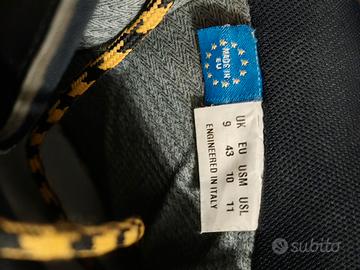 MADE IN
EU
UK EU USM USL
9 43 10 11
ENGINEERED IN ITALY
subito